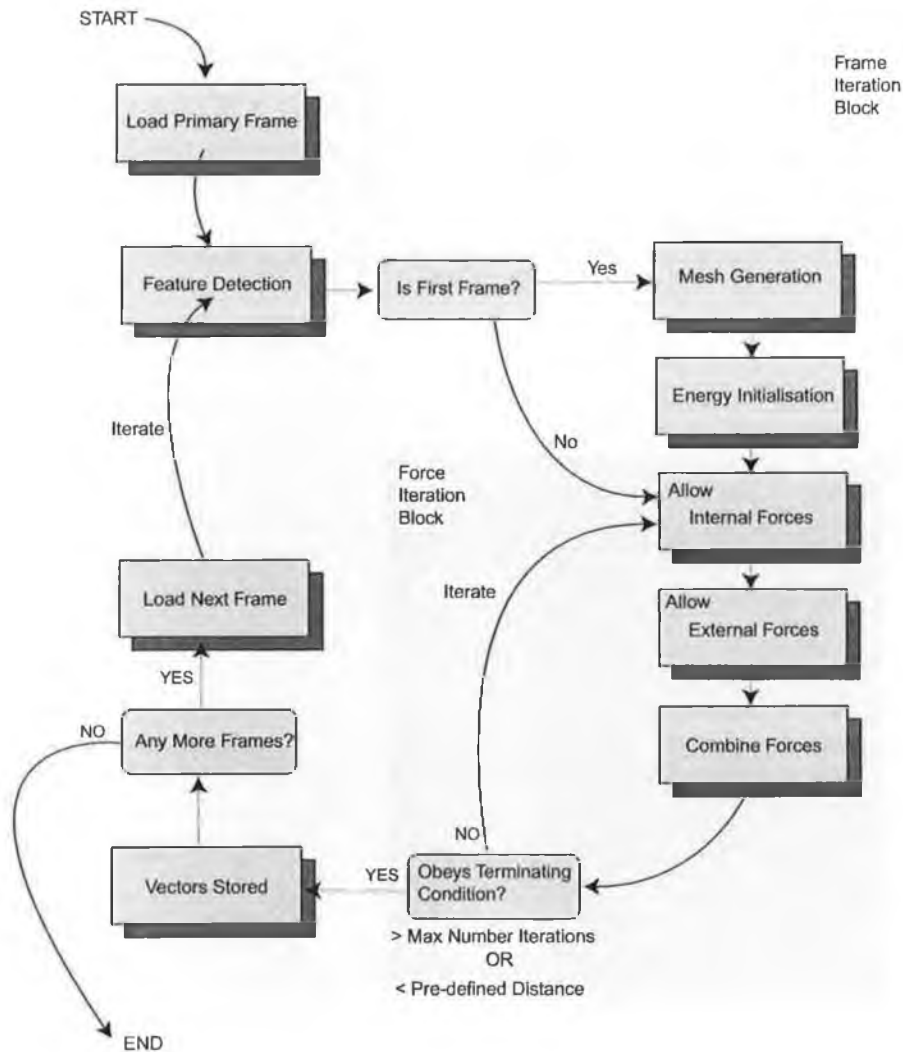 START
Frame
Iteration
Block
Load Primary Frame
Feature Detection
Is First Frame?
Yes
Mesh Generation
Energy Initialisation
No
Iterate
Force
Iteration
Block
Allow
Internal Forces
Load Next Frame
Iterate
Allow
External Forces
YES
NO
Any More Frames?
Combine Forces
NO
Vectors Stored
YES
Obeys Terminating
Condition?
> Max Number Iterations
OR
< Pre-defined Distance
END